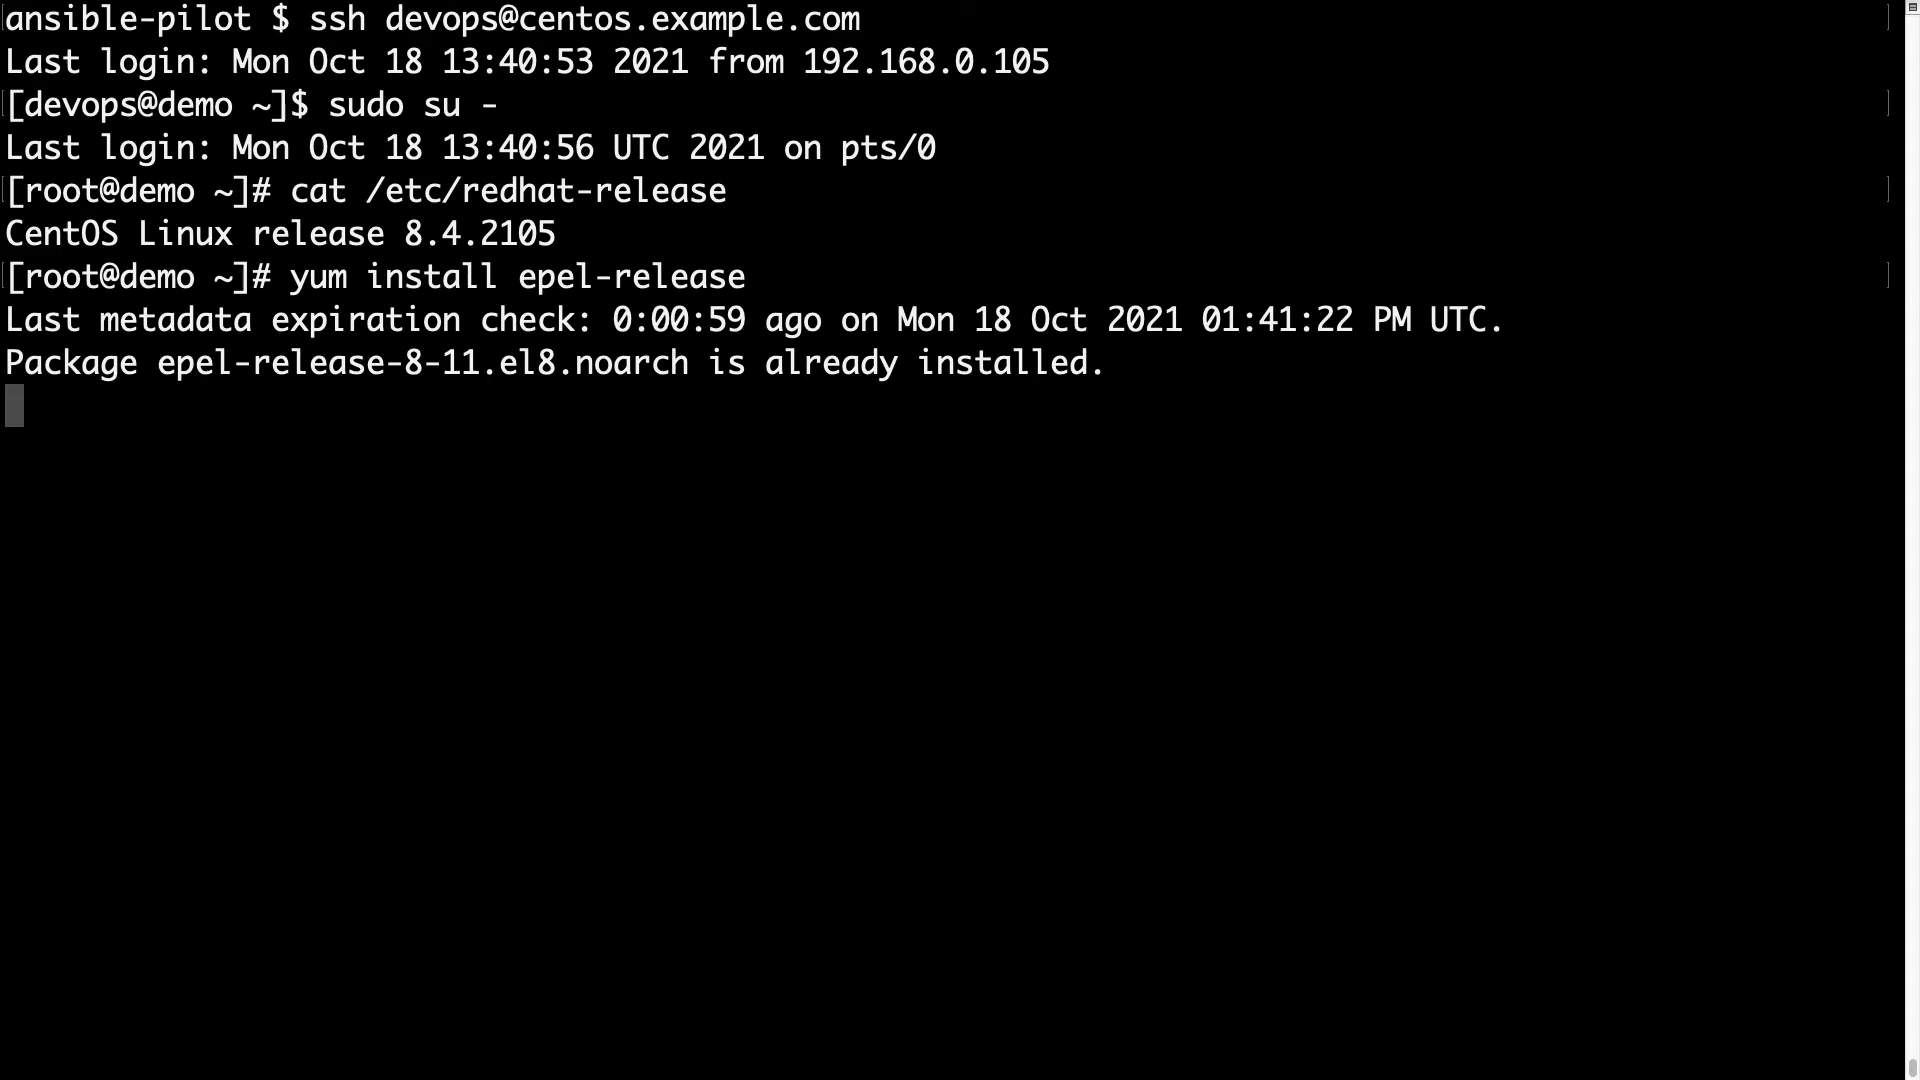 ansible-pilot $ ssh devops@centos.example.com
Last login: Mon Oct 18 13:40:53 2021 from 192.168.0.105
[devops@demo ~]$ sudo su -
Last login: Mon Oct 18 13:40:56 UTC 2021 on pts/0
[root@demo ~]# cat /etc/redhat-release
CentOS Linux release 8.4.2105
[root@demo ~]# yum install epel-release
Last metadata expiration check: 0:00:59 ago on Mon 18 Oct 2021 01:41:22 PM UTC.
Package epel-release-8-11.el8.noarch is already installed.